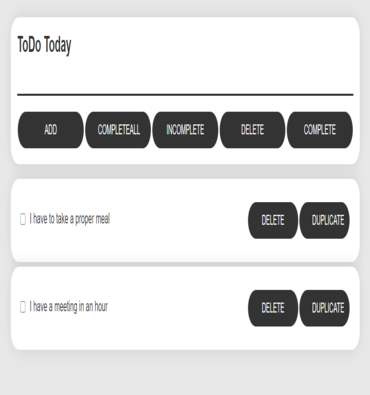 ToDo Today
ADD COMPLETEALL INCOMPLETE DELETE COMPLETE
I have to take a proper meal DELETE DUPLICATE
I have a meeting in an hour DELETE DUPLICATE